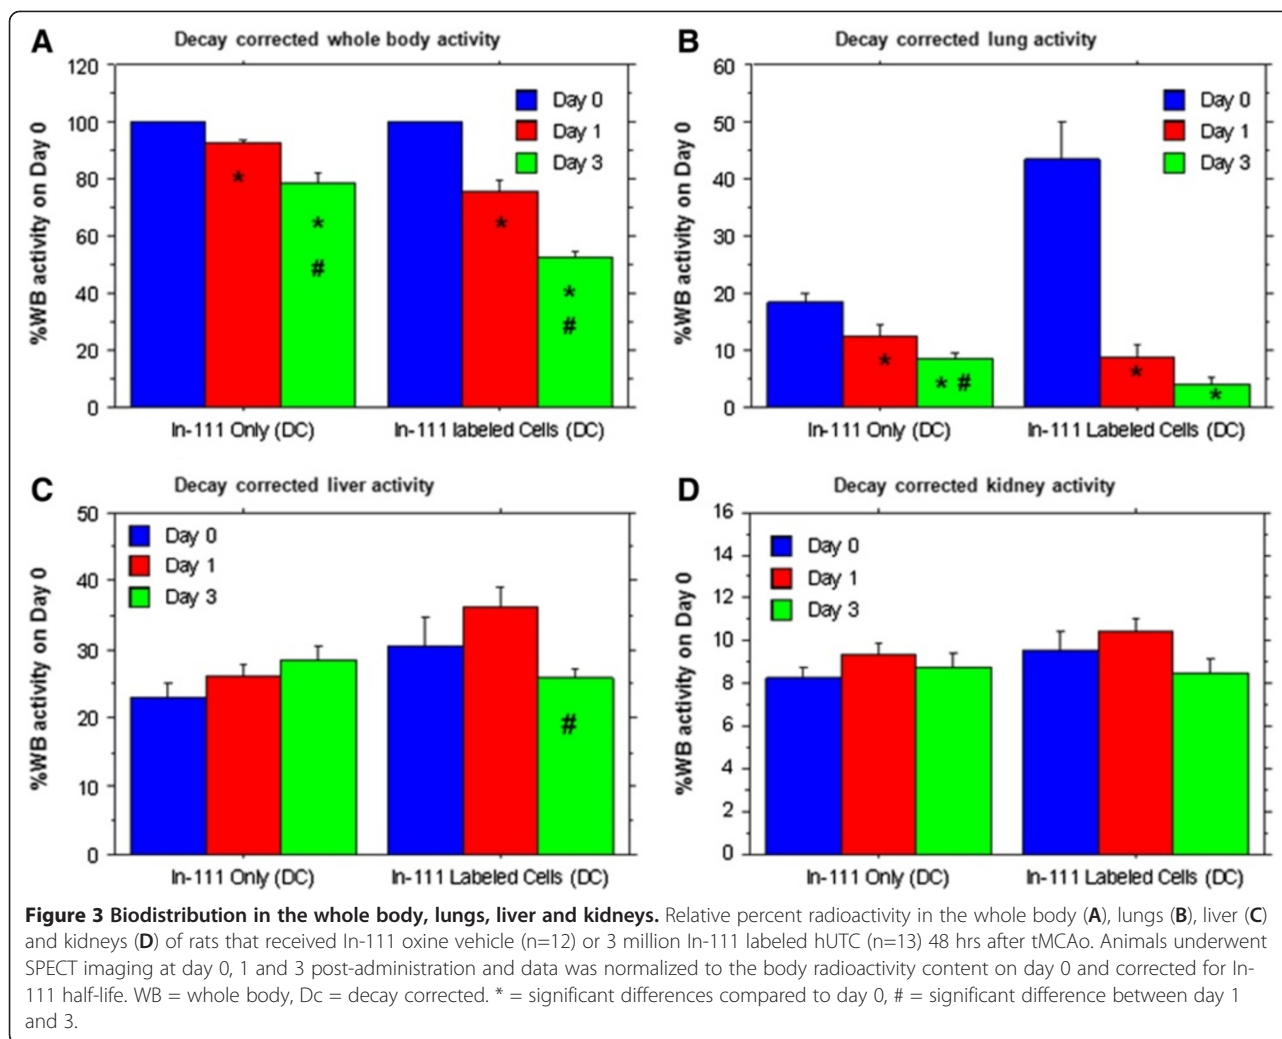 A
Decay corrected whole body activity
%WB activity on Day 0
120
100
80
60
40
20
0
Day 0
Day 1
Day 3
*
*
#
*
*
#
In-111 Only (DC)
In-111 labeled Cells (DC)
B
Decay corrected lung activity
%WB activity on Day 0
60
50
40
30
20
10
0
Day 0
Day 1
Day 3
*
* #
*
*
In-111 Only (DC)
In-111 Labeled Cells (DC)
C
Decay corrected liver activity
%WB activity on Day 0
50
40
30
20
10
0
Day 0
Day 1
Day 3
#
In-111 Only (DC)
In-111 Labeled Cells (DC)
D
Decay corrected kidney activity
%WB activity on Day 0
16
14
12
10
8
6
4
2
0
Day 0
Day 1
Day 3
In-111 Only (DC)
In-111 Labeled Cells (DC)
Figure 3 Biodistribution in the whole body, lungs, liver and kidneys. Relative percent radioactivity in the whole body (A), lungs (B), liver (C)
and kidneys (D) of rats that received In-111 oxine vehicle (n=12) or 3 million In-111 labeled hUTC (n=13) 48 hrs after tMCAo. Animals underwent
SPECT imaging at day 0, 1 and 3 post-administration and data was normalized to the body radioactivity content on day 0 and corrected for In-
111 half-life. WB = whole body, Dc = decay corrected. * = significant differences compared to day 0, # = significant difference between day 1
and 3.